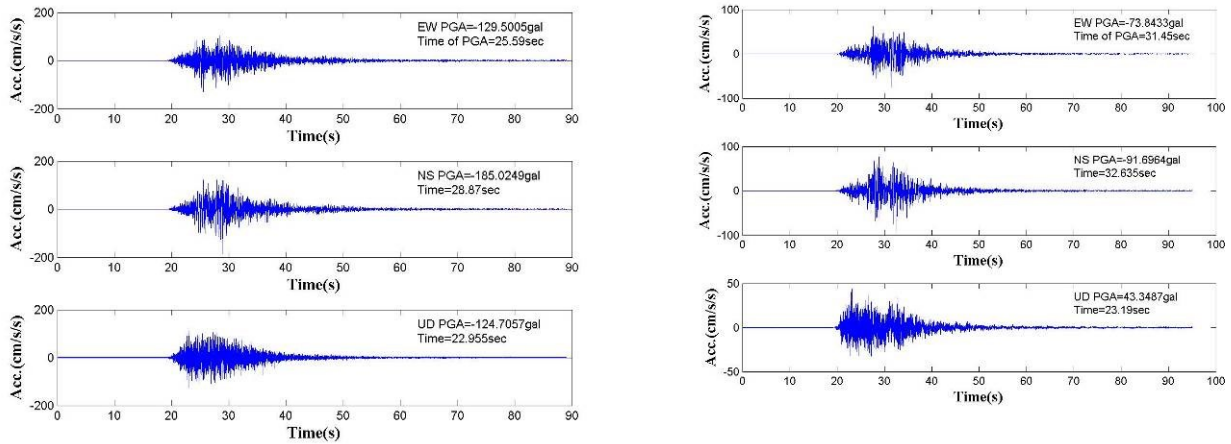 200
0
-200
Acc.(cm/s/s)
EW PGA=-129.5005gal
Time of PGA=25.59sec
0 10 20 30 40 50 60 70 80 90
Time(s)
200
0
-200
Acc.(cm/s/s)
NS PGA=-185.0249gal
Time=28.87sec
0 10 20 30 40 50 60 70 80 90
Time(s)
200
0
-200
Acc.(cm/s/s)
UD PGA=-124.7057gal
Time=22.955sec
0 10 20 30 40 50 60 70 80 90
Time(s)
100
0
-100
Acc.(cm/s/s)
EW PGA=-73.8433gal
Time of PGA=31.45sec
0 10 20 30 40 50 60 70 80 90 100
Time(s)
100
0
-100
Acc.(cm/s/s)
NS PGA=-91.6964gal
Time=32.635sec
0 10 20 30 40 50 60 70 80 90 100
Time(s)
50
0
-50
Acc.(cm/s/s)
UD PGA=43.3487gal
Time=23.19sec
0 10 20 30 40 50 60 70 80 90 100
Time(s)